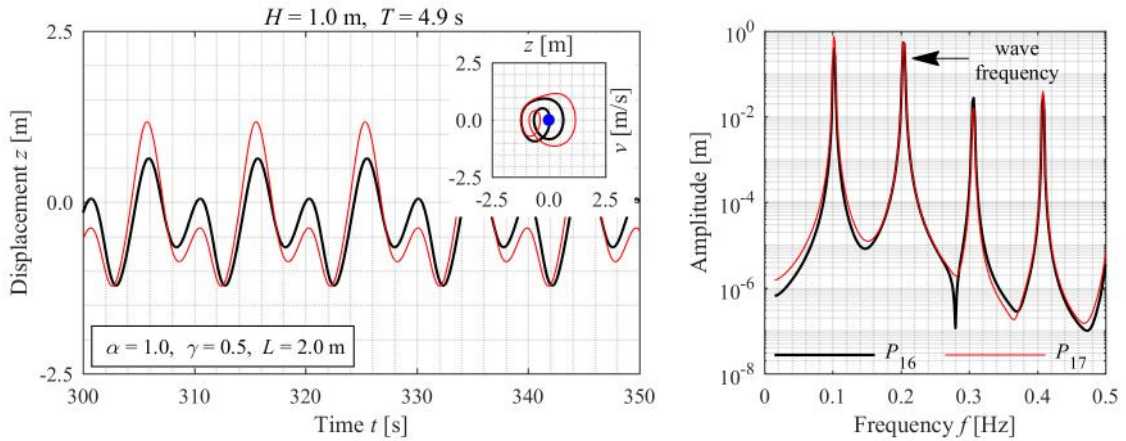 H = 1.0 m, T = 4.9 s
Displacement z [m]
2.5
0.0
-2.5
300
310
320
330
340
350
Time t [s]
α = 1.0, γ = 0.5, L = 2.0 m
z [m]
2.5
0.0
-2.5
-2.5
0.0
2.5
v [m/s]
Amplitude [m]
10^0
10^-2
10^-4
10^-6
10^-8
wave
frequency
P_16
P_17
0
0.1
0.2
0.3
0.4
0.5
Frequency f [Hz]